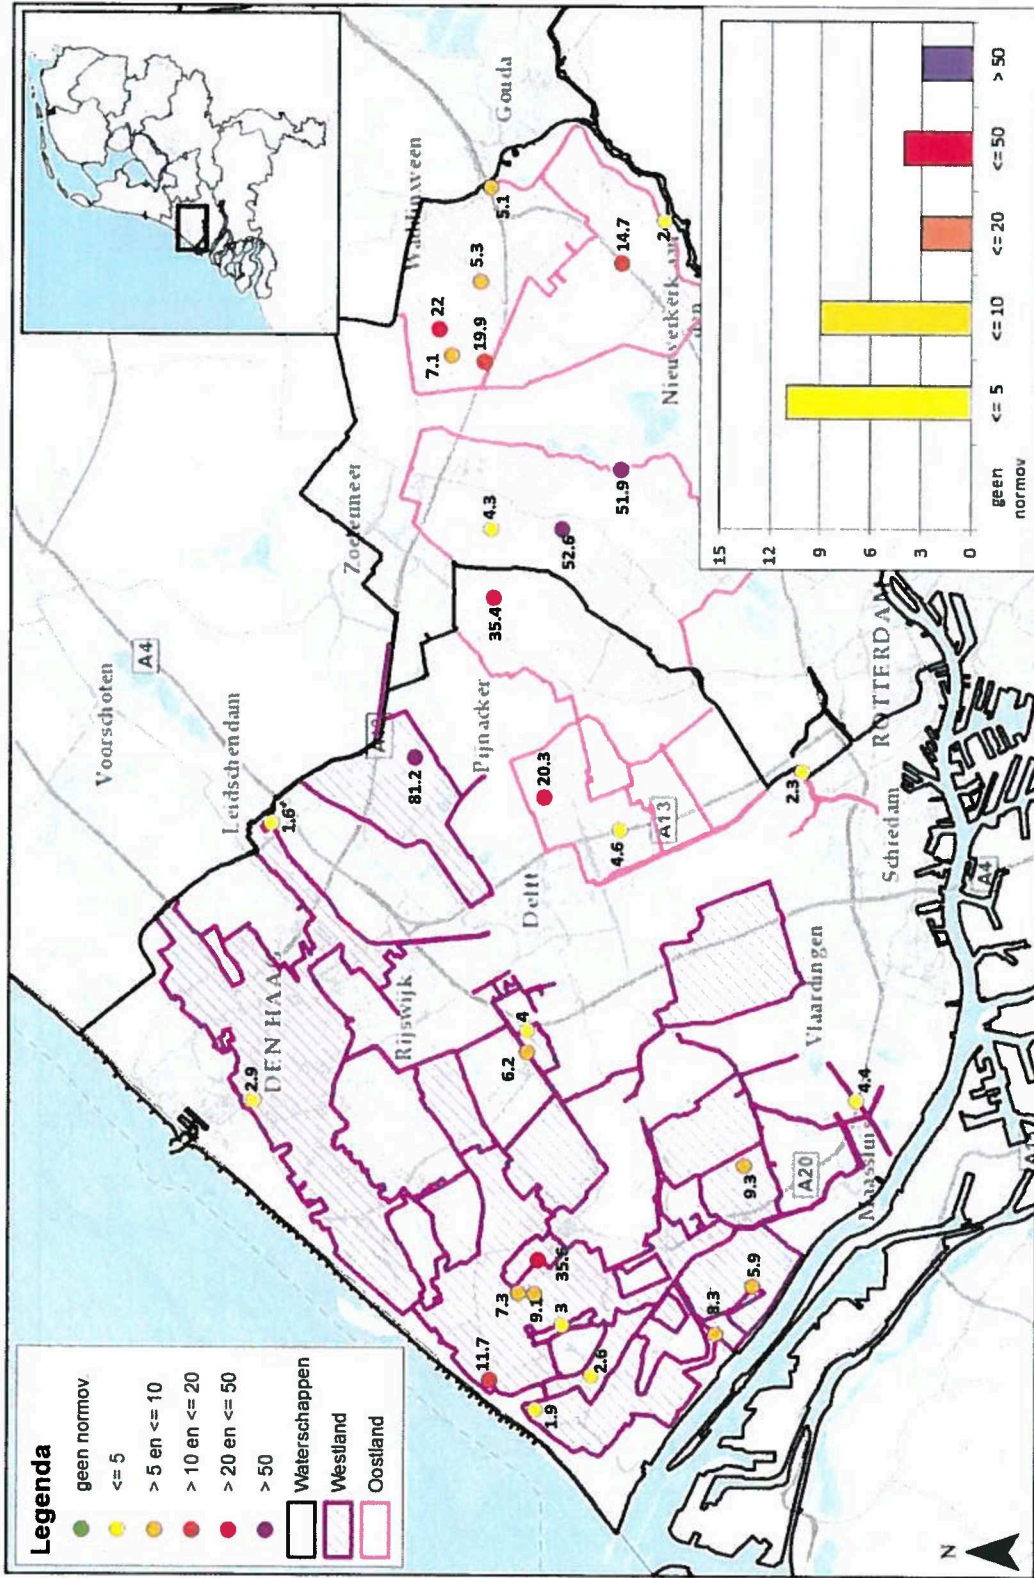 Legenda
geen normov.
<= 5
> 5 en <= 10
> 10 en <= 20
> 20 en <= 50
> 50
Waterschappen
Westland
Oostland
N
Voorschoten
A4
Leidschendam
Zoetermeer
Waddinxveen
Gouda
DEN HAAG
Rijswijk
Pijnacker
Delft
A13
Nieuwerkerk
Vlaardingen
Schiedam
ROTTERDAM
A4
A20
Maassluis
2.9
1.6
81.2
35.4
4.3
52.6
51.9
7.1
22
19.9
5.3
5.1
14.7
2
20.3
4.6
2.3
4
6.2
4.4
9.3
5.9
8.3
35.6
7.3
9.1
3
2.6
1.9
11.7
15
12
9
6
3
0
geen
normov
<= 5
<= 10
<=20
<=50
> 50